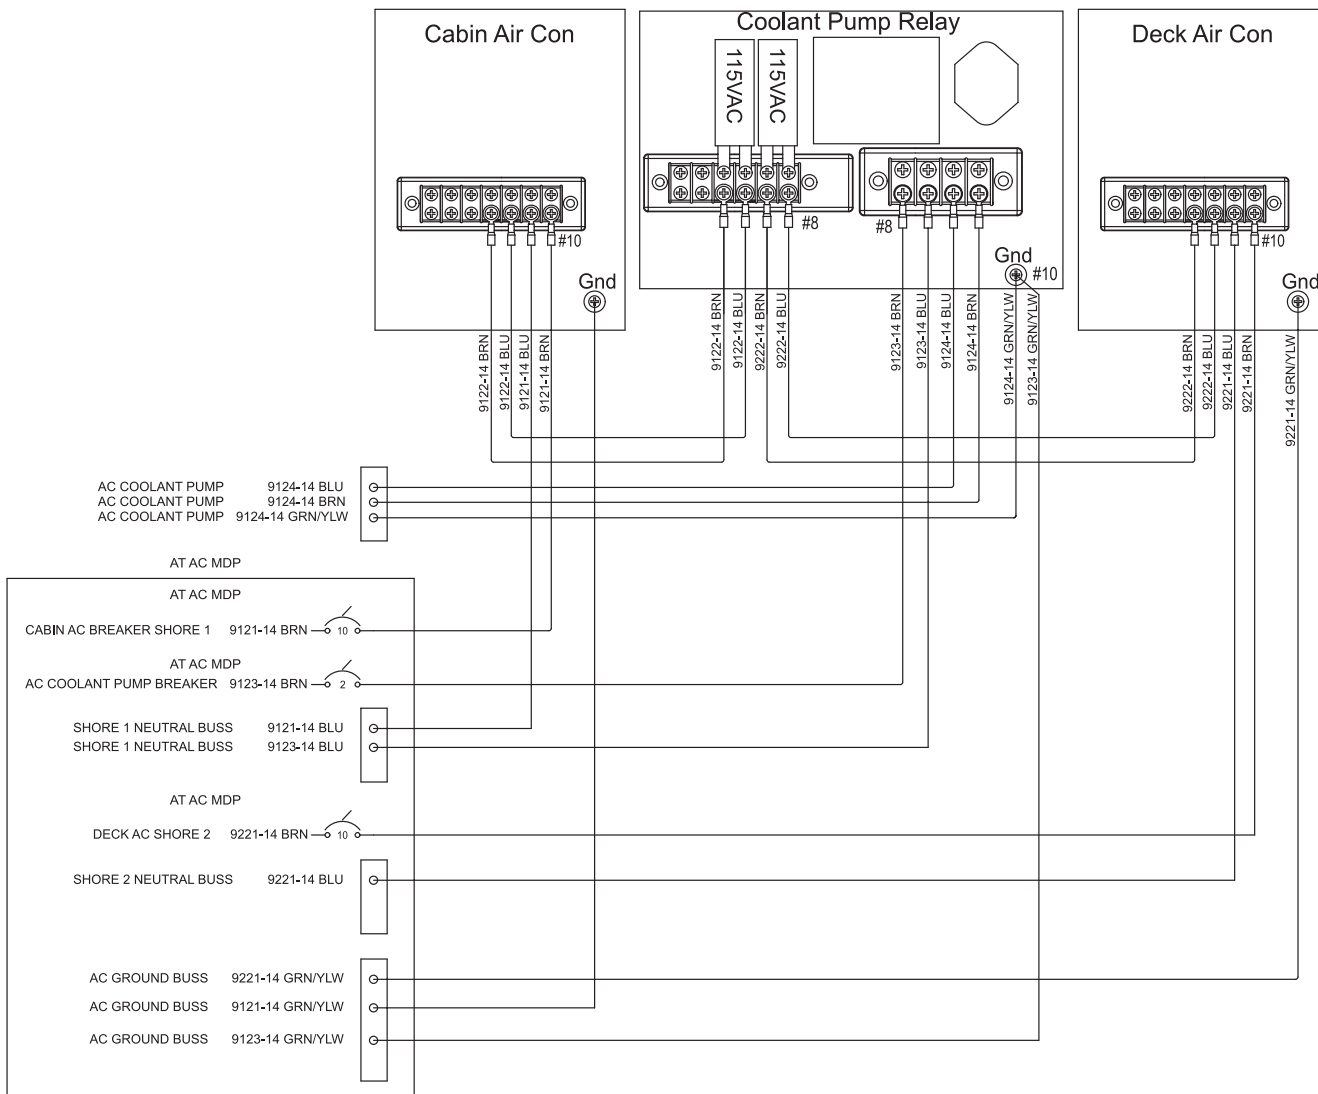 Cabin Air Con
Coolant Pump Relay
Deck Air Con
115VAC
115VAC
#10
#8
#8
#10
Gnd
Gnd #10
Gnd
9122-14 BRN
9122-14 BLU
9121-14 BLU
9121-14 BRN
9122-14 BRN
9122-14 BLU
9222-14 BRN
9222-14 BLU
9123-14 BRN
9123-14 BLU
9124-14 BLU
9124-14 BRN
9124-14 GRN/YLW
9123-14 GRN/YLW
9222-14 BRN
9222-14 BLU
9221-14 BLU
9221-14 BRN
9221-14 GRN/YLW
AC COOLANT PUMP 9124-14 BLU
AC COOLANT PUMP 9124-14 BRN
AC COOLANT PUMP 9124-14 GRN/YLW
AT AC MDP
AT AC MDP
CABIN AC BREAKER SHORE 1 9121-14 BRN 10
AT AC MDP
AC COOLANT PUMP BREAKER 9123-14 BRN 2
SHORE 1 NEUTRAL BUSS 9121-14 BLU
SHORE 1 NEUTRAL BUSS 9123-14 BLU
AT AC MDP
DECK AC SHORE 2 9221-14 BRN 10
SHORE 2 NEUTRAL BUSS 9221-14 BLU
AC GROUND BUSS 9221-14 GRN/YLW
AC GROUND BUSS 9121-14 GRN/YLW
AC GROUND BUSS 9123-14 GRN/YLW